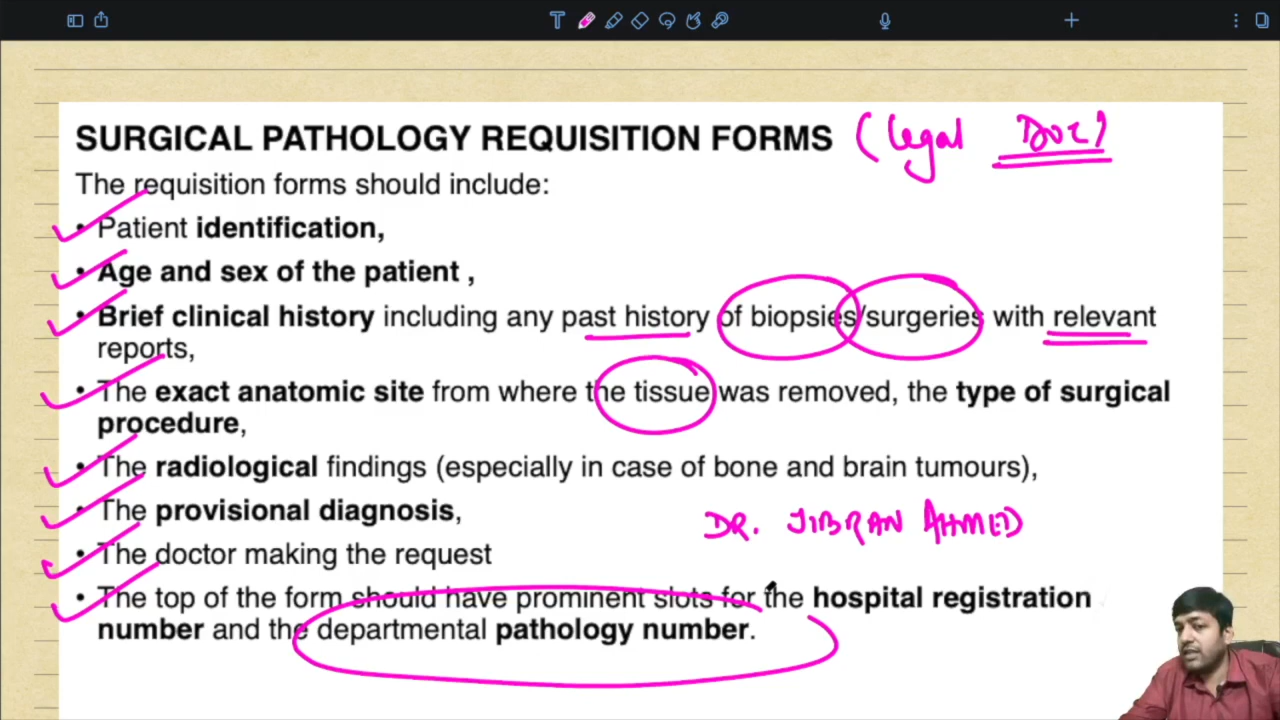 SURGICAL PATHOLOGY REQUISITION FORMS (Legal Doc)
The requisition forms should include:
• Patient identification,
• Age and sex of the patient ,
• Brief clinical history including any past history of biopsies/surgeries with relevant
reports,
• The exact anatomic site from where the tissue was removed, the type of surgical
procedure,
• The radiological findings (especially in case of bone and brain tumours),
• The provisional diagnosis,
DR. JIBRAN AHMED
• The doctor making the request
• The top of the form should have prominent slots for the hospital registration
number and the departmental pathology number.